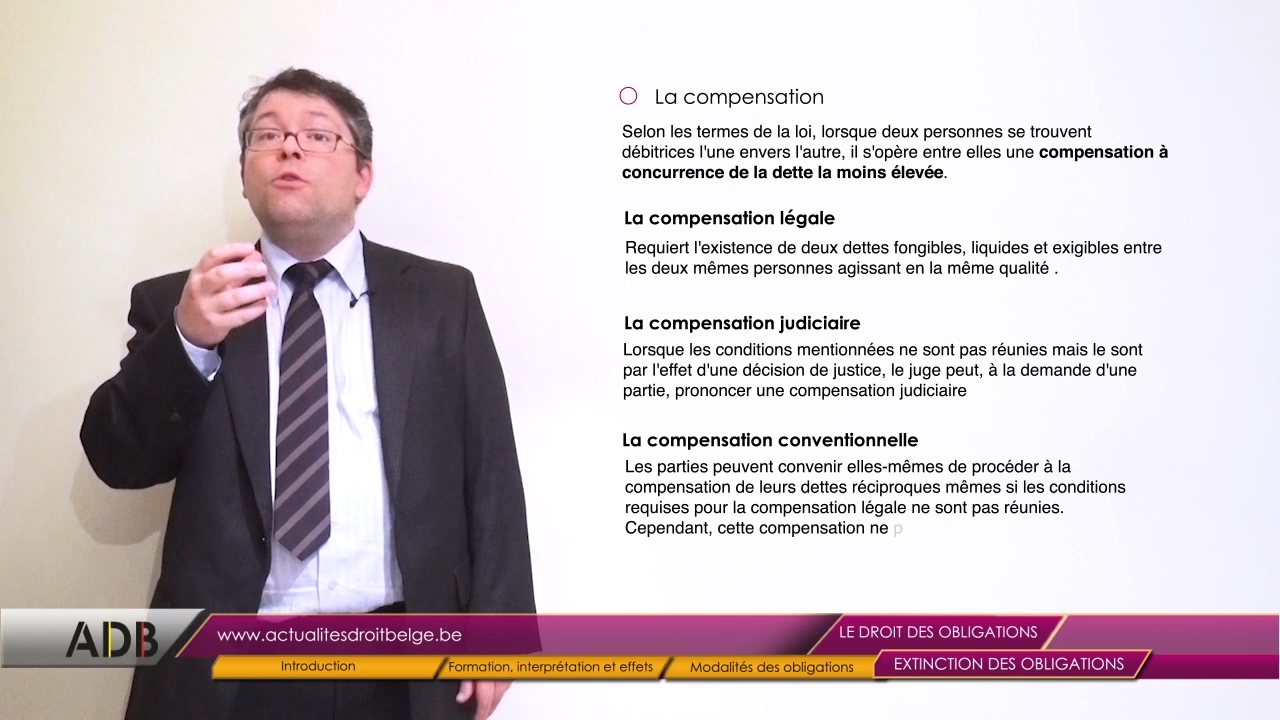 La compensation
Selon les termes de la loi, lorsque deux personnes se trouvent
débitrices l'une envers l'autre, il s'opère entre elles une compensation à
concurrence de la dette la moins élevée.
La compensation légale
Requiert l'existence de deux dettes fongibles, liquides et exigibles entre
les deux mêmes personnes agissant en la même qualité .
La compensation judiciaire
Lorsque les conditions mentionnées ne sont pas réunies mais le sont
par l'effet d'une décision de justice, le juge peut, à la demande d'une
partie, prononcer une compensation judiciaire
La compensation conventionnelle
Les parties peuvent convenir elles-mêmes de procéder à la
compensation de leurs dettes réciproques mêmes si les conditions
requises pour la compensation légale ne sont pas réunies.
Cependant, cette compensation ne p
ADB
www.actualitesdroitbelge.be
LE DROIT DES OBLIGATIONS
Introduction
Formation, interprétation et effets
Modalités des obligations
EXTINCTION DES OBLIGATIONS